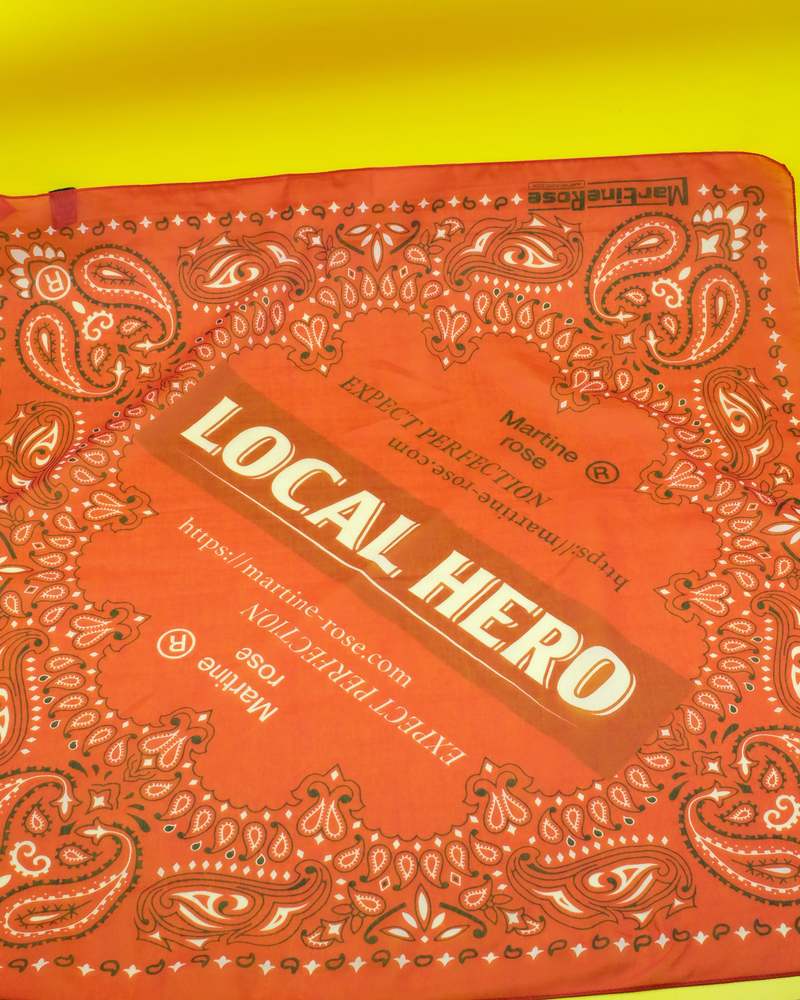 MartineRose
®
EXPECT PERFECTION
https://martine-rose.com
Martine
rose ®
LOCAL HERO
https://martine-rose.com
EXPECT PERFECTION
Martine
rose ®